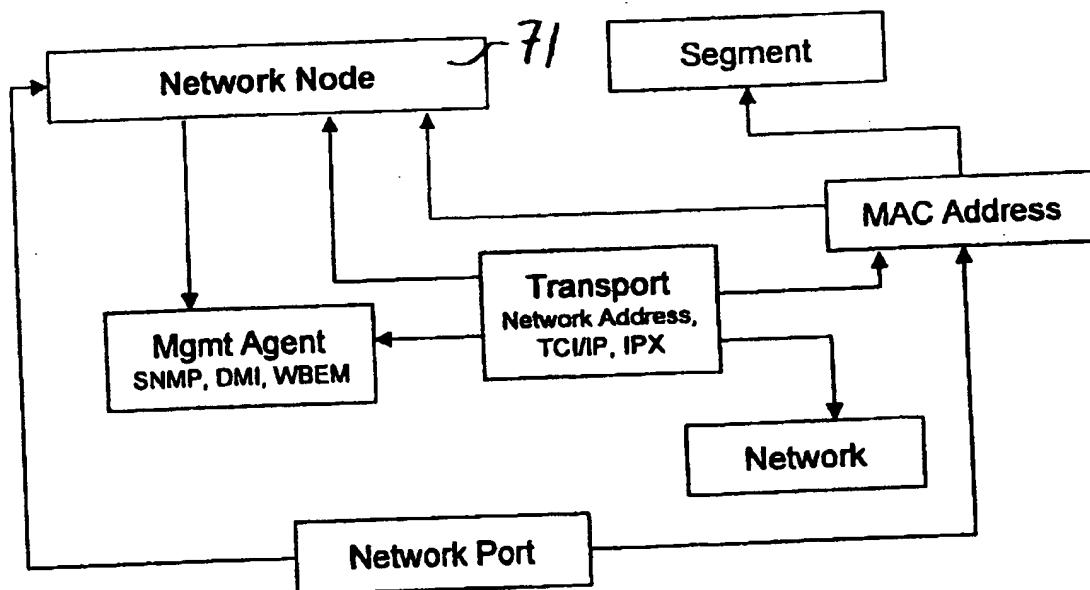 71
Network Node
Segment
MAC Address
Transport
Network Address,
TCI/IP, IPX
Mgmt Agent
SNMP, DMI, WBEM
Network
Network Port